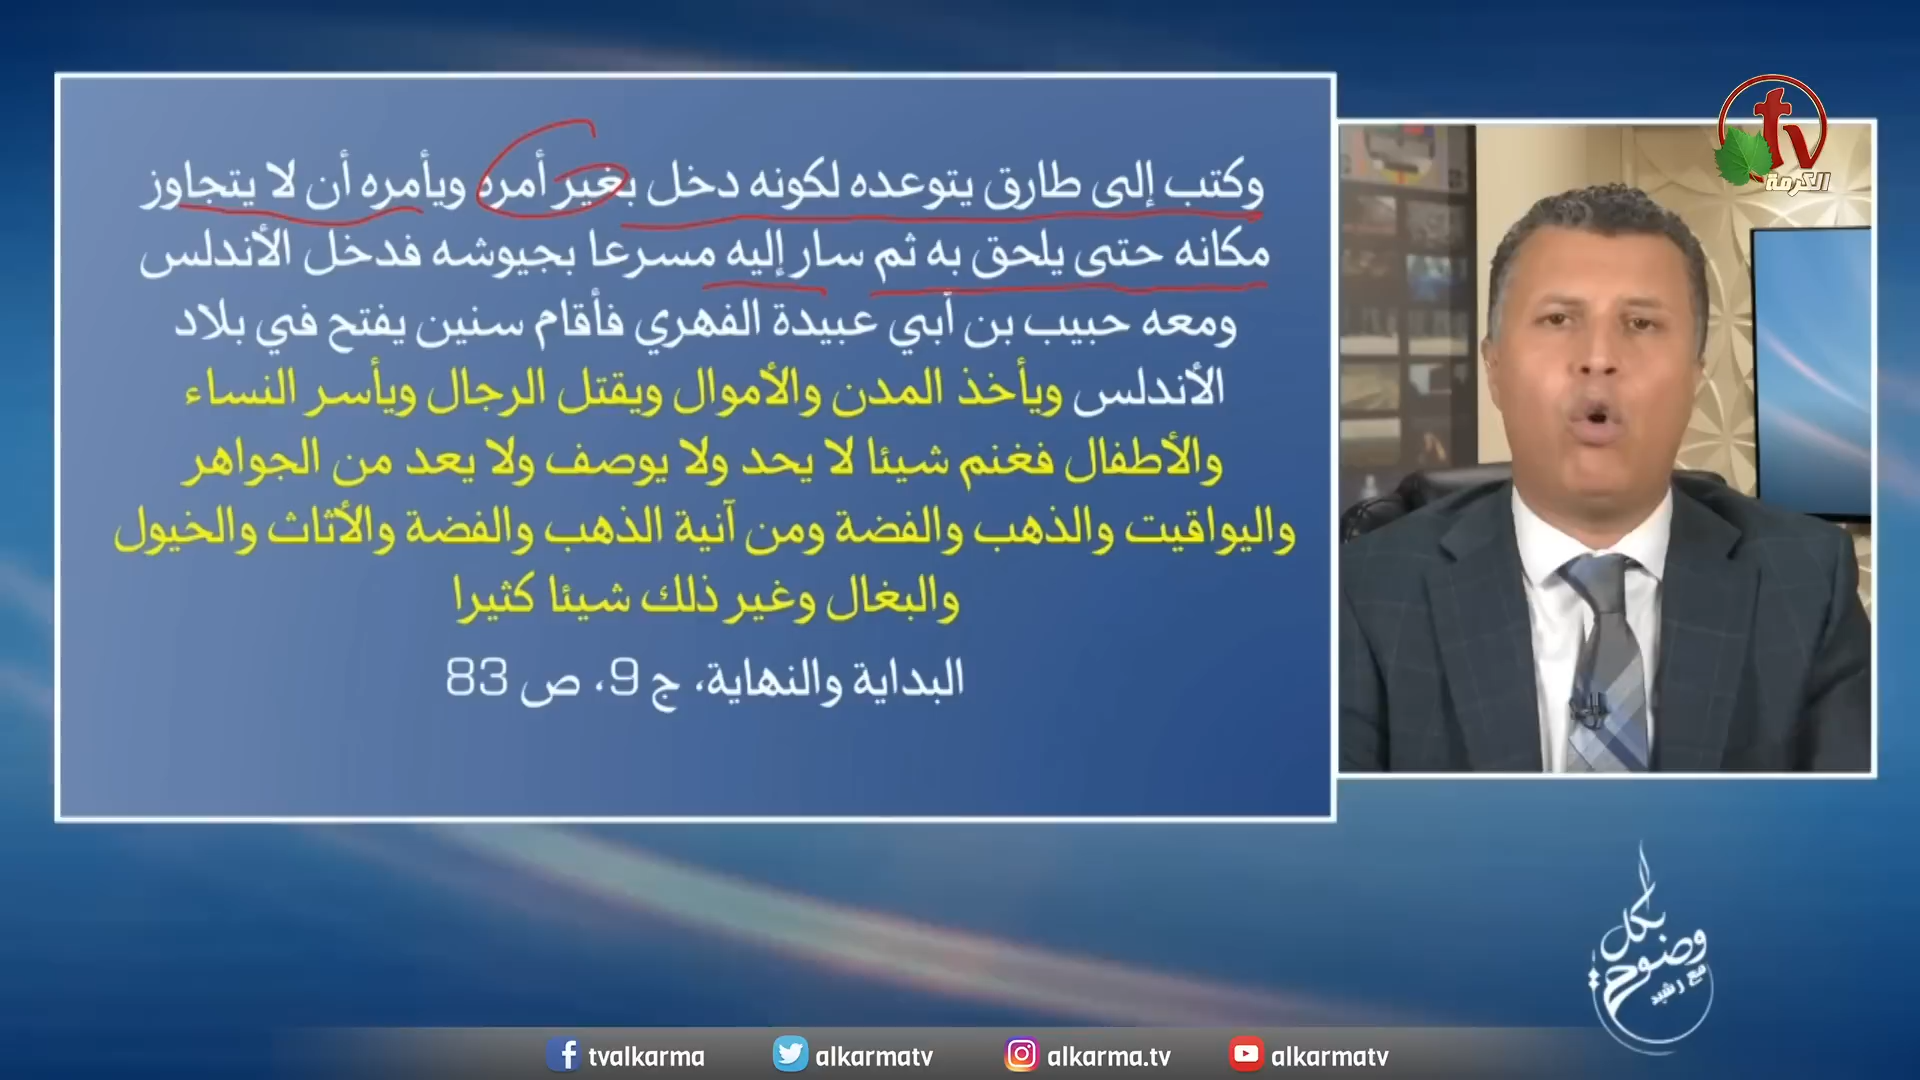 وكتب إلى طارق يتوعده لكونه دخل بغير أمره ويأمره أن لا يتجاوز
مكانه حتى يلحق به ثم سار إليه مسرعا بجيوشه فدخل الأندلس
ومعه حبيب بن أبي عبيدة الفهري فأقام سنين يفتح في بلاد
الأندلس ويأخذ المدن والأموال ويقتل الرجال ويأسر النساء
والأطفال فغنم شيئا لا يحد ولا يوصف ولا يعد من الجواهر
واليواقيت والذهب والفضة ومن آنية الذهب والفضة والأثاث والخيول
والبغال وغير ذلك شيئا كثيرا
البداية والنهاية، ج 9، ص 83
tv
الكرمة
بكل
وضوح
مع رشيد
tvalkarma
alkarmatv
alkarma.tv
alkarmatv